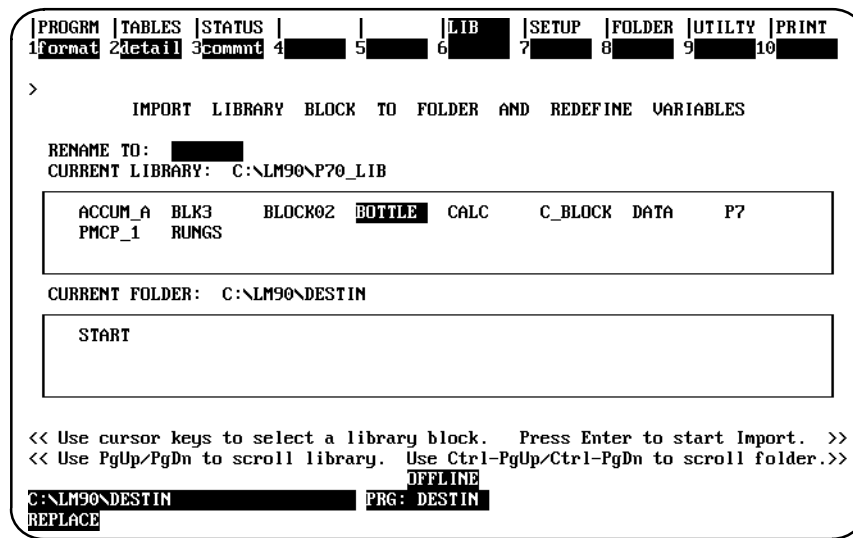 |PROGRM |TABLES |STATUS | | |LIB |SETUP |FOLDER |UTILTY |PRINT
1format 2detail 3commnt 4 5 6 7 8 9 10
>
IMPORT LIBRARY BLOCK TO FOLDER AND REDEFINE VARIABLES
RENAME TO:
CURRENT LIBRARY: C:\LM90\P70_LIB
ACCUM_A BLK3 BLOCK02 BOTTLE CALC C_BLOCK DATA P7
PMCP_1 RUNGS
CURRENT FOLDER: C:\LM90\DESTIN
START
<< Use cursor keys to select a library block. Press Enter to start Import. >>
<< Use PgUp/PgDn to scroll library. Use Ctrl-PgUp/Ctrl-PgDn to scroll folder.>>
OFFLINE
C:\LM90\DESTIN PRG: DESTIN
REPLACE